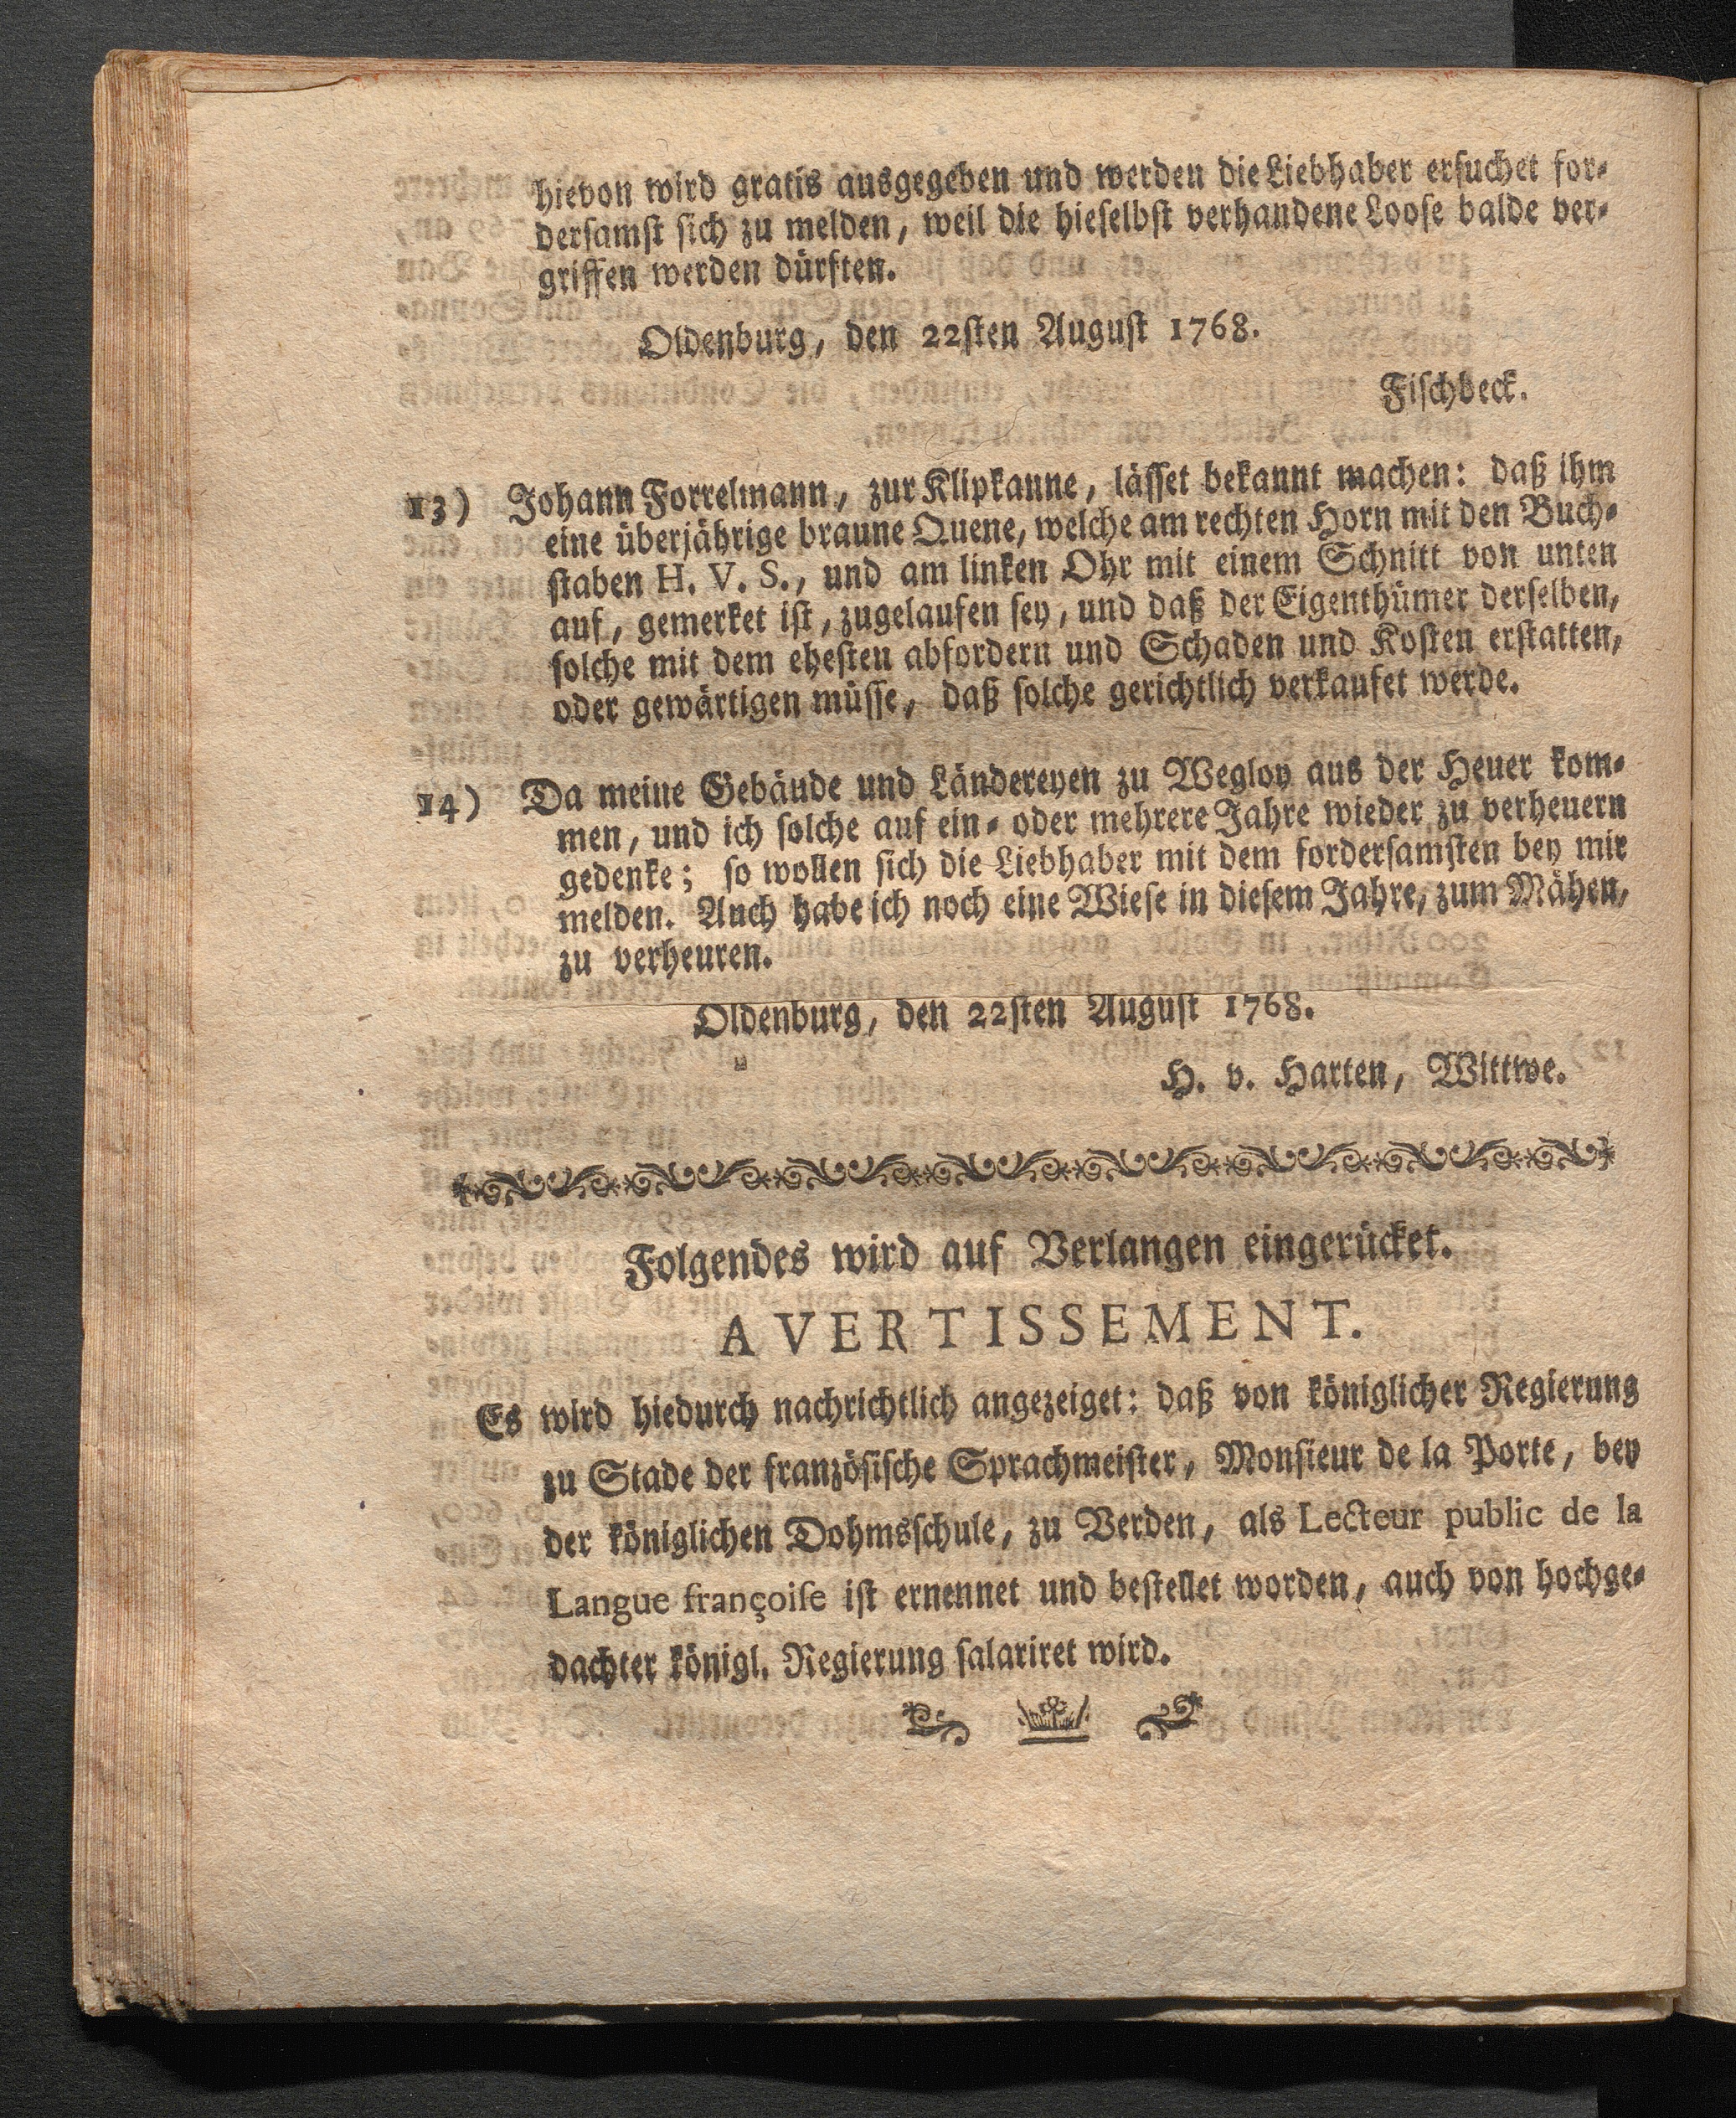 hievon wird gratis ausgegeben und werden die Liebhaber ersuchet for-
dersamst sich zu melden, weil die hieselbst verhandene Loose balde ver-
griffen werden dürften.
Oldenburg, den 22sten August 1768.
Fischbeck.
13) Johann Forrelmann, zur Klipkanne, lässet bekannt machen: daß ihm
eine überjährige braune Quene, welche am rechten Horn mit den Buch-
staben H. V. S., und am linken Ohr mit einem Schnitt von unten
auf, gemerket ist, zugelaufen sey, und daß der Eigenthümer derselben,
solche mit dem ehesten abfordern und Schaden und Kosten erstatten,
oder gewärtigen müsse, daß solche gerichtlich verkaufet werde.
14) Da meine Gebäude und Ländereyen zu Wegloy aus der Heuer kom-
men, und ich solche auf ein- oder mehrere Jahre wieder zu verheuern
gedenke; so wollen sich die Liebhaber mit dem fordersamsten bey mir
melden. Auch habe ich noch eine Wiese in diesem Jahre, zum Mähen,
zu verheuren.
Oldenburg, den 22sten August 1768.
H. v. Harten, Wittwe.
Folgendes wird auf Verlangen eingerücket.
AVERTISSEMENT.
Es wird hiedurch nachrichtlich angezeiget: daß von königlicher Regierung
zu Stade der französische Sprachmeister, Monsieur de la Porte, bey
der königlichen Dohmsschule, zu Verden, als Lecteur public de la
Langue françoise ist ernennet und bestellet worden, auch von hochge-
dachter königl. Regierung salariret wird.